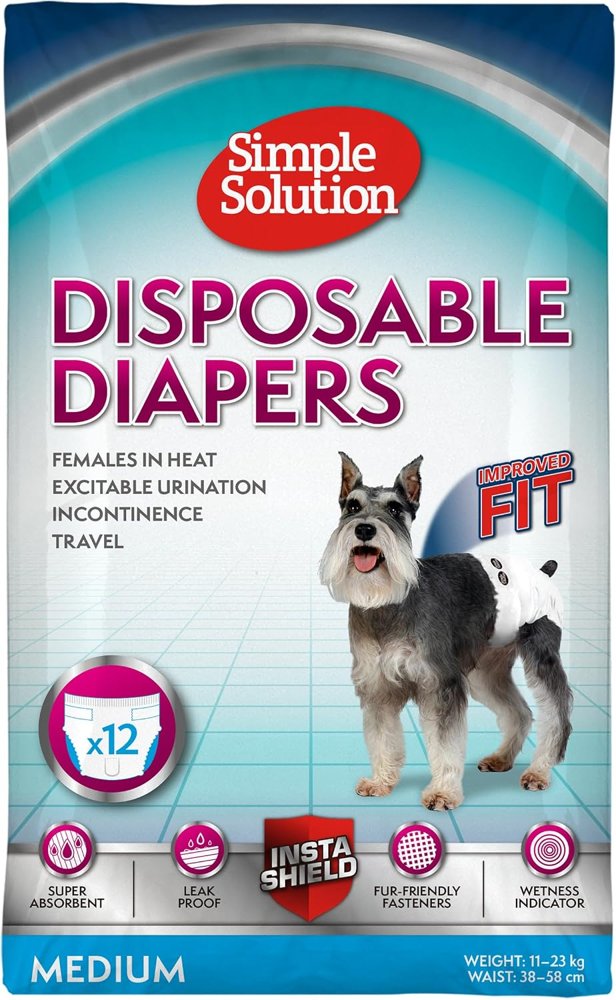 Simple
Solution
DISPOSABLE
DIAPERS
FEMALES IN HEAT
EXCITABLE URINATION
INCONTINENCE
TRAVEL
IMPROVED
FIT
x12
INSTA
SHIELD
SUPER
ABSORBENT
LEAK
PROOF
FUR-FRIENDLY
FASTENERS
WETNESS
INDICATOR
MEDIUM
WEIGHT: 11–23 kg
WAIST: 38–58 cm